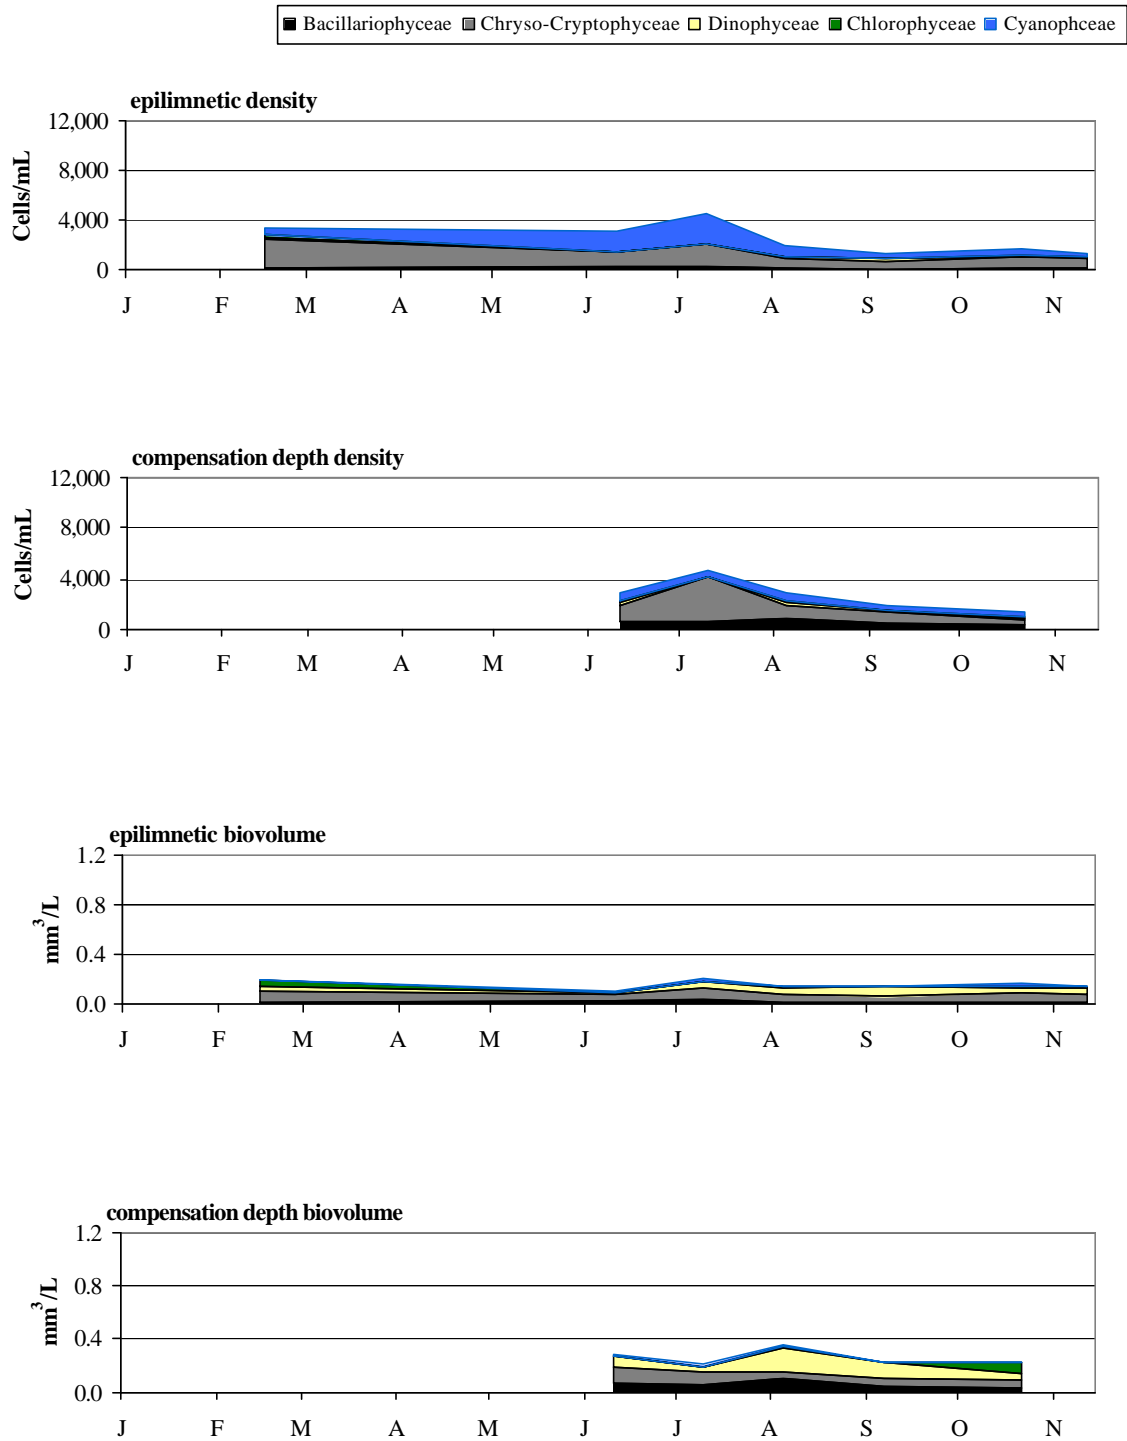 Bacillariophyceae Chryso-Cryptophyceae Dinophyceae Chlorophyceae Cyanophceae
epilimnetic density
12,000
8,000
4,000
0
Cells/mL
J F M A M J J A S O N
compensation depth density
12,000
8,000
4,000
0
Cells/mL
J F M A M J J A S O N
epilimnetic biovolume
1.2
0.8
0.4
0.0
mm³/L
J F M A M J J A S O N
compensation depth biovolume
1.2
0.8
0.4
0.0
mm³/L
J F M A M J J A S O N